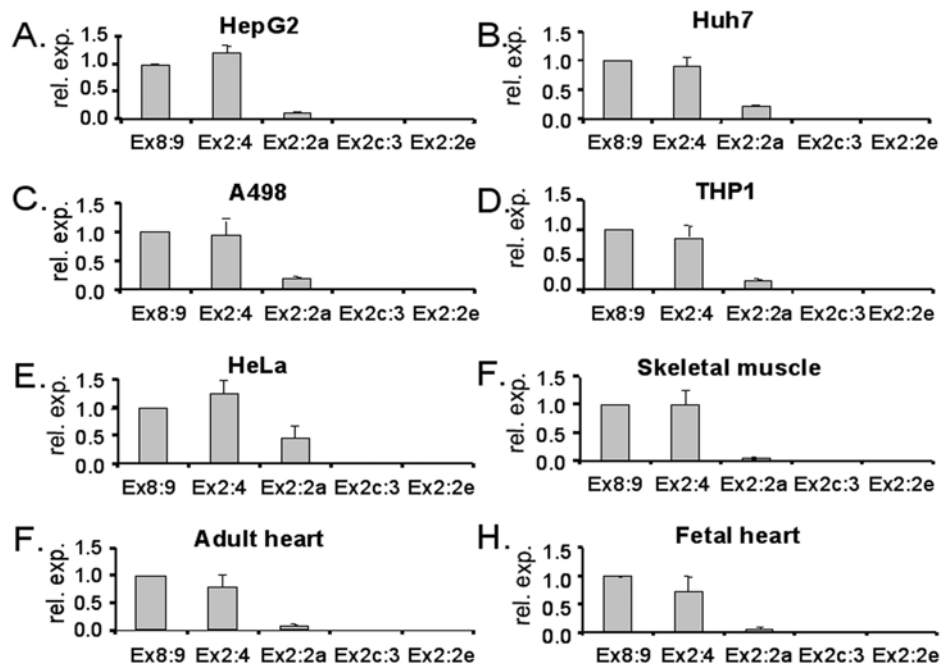 A. HepG2
rel. exp.
1.5
1.0
0.5
0.0
Ex8:9 Ex2:4 Ex2:2a Ex2c:3 Ex2:2e
B. Huh7
rel. exp.
1.5
1.0
0.5
0.0
Ex8:9 Ex2:4 Ex2:2a Ex2c:3 Ex2:2e
C. A498
rel. exp.
1.5
1.0
0.5
0.0
Ex8:9 Ex2:4 Ex2:2a Ex2c:3 Ex2:2e
D. THP1
rel. exp.
1.5
1.0
0.5
0.0
Ex8:9 Ex2:4 Ex2:2a Ex2c:3 Ex2:2e
E. HeLa
rel. exp.
1.5
1.0
0.5
0.0
Ex8:9 Ex2:4 Ex2:2a Ex2c:3 Ex2:2e
F. Skeletal muscle
rel. exp.
1.5
1.0
0.5
0.0
Ex8:9 Ex2:4 Ex2:2a Ex2c:3 Ex2:2e
F. Adult heart
rel. exp.
1.5
1.0
0.5
0.0
Ex8:9 Ex2:4 Ex2:2a Ex2c:3 Ex2:2e
H. Fetal heart
rel. exp.
1.5
1.0
0.5
0.0
Ex8:9 Ex2:4 Ex2:2a Ex2c:3 Ex2:2e